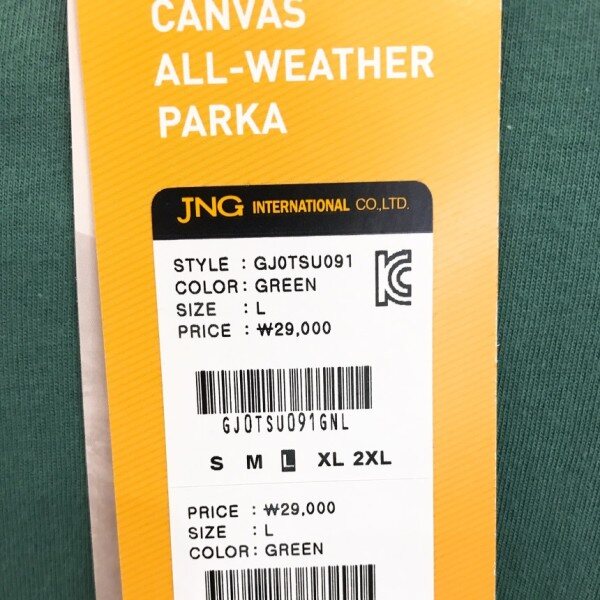 CANVAS
ALL-WEATHER
PARKA
JNG INTERNATIONAL CO.,LTD.
STYLE : GJ0TSU091
COLOR : GREEN
SIZE : L
PRICE : ₩29,000
GJ0TSU091GNL
S M L XL 2XL
PRICE : ₩29,000
SIZE : L
COLOR : GREEN